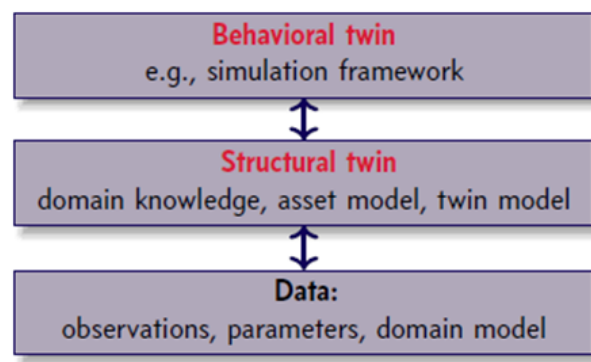 Behavioral twin
e.g., simulation framework
Structural twin
domain knowledge, asset model, twin model
Data:
observations, parameters, domain model